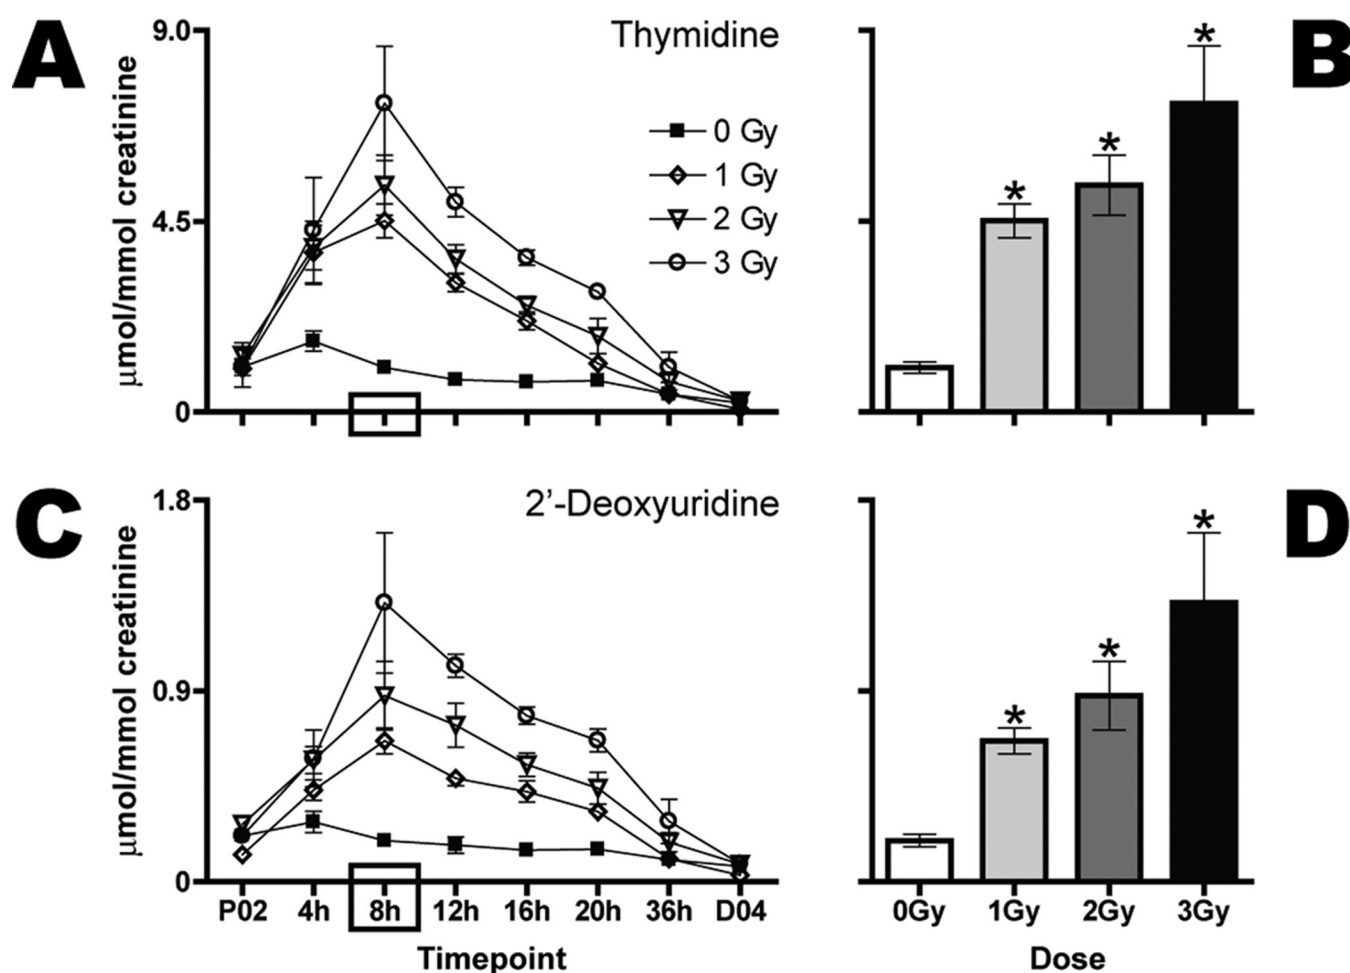 A
9.0
Thymidine
B
μmol/mmol creatinine
0 Gy
1 Gy
2 Gy
3 Gy
4.5
0
*
*
*
C
1.8
2’-Deoxyuridine
D
μmol/mmol creatinine
0.9
0
*
*
*
P02 4h 8h 12h 16h 20h 36h D04
Timepoint
0Gy 1Gy 2Gy 3Gy
Dose